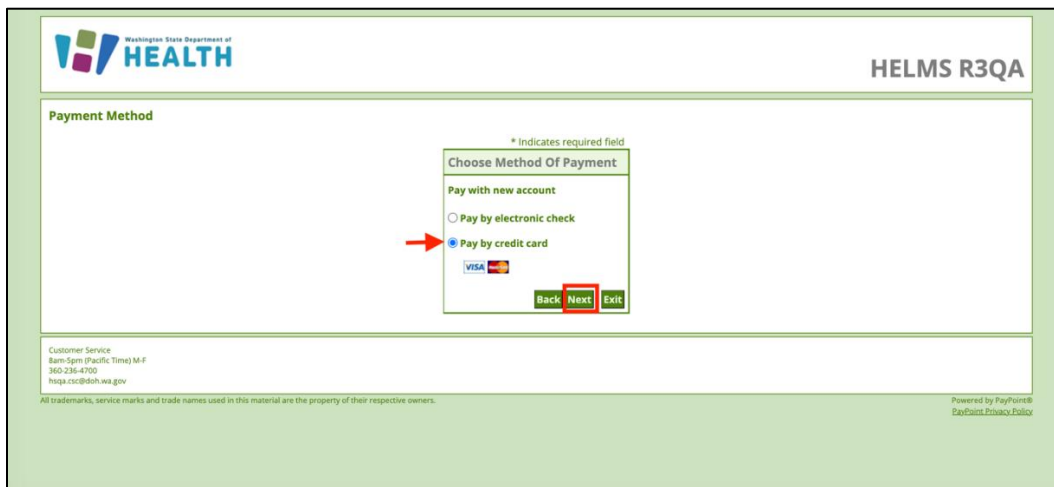 Washington State Department of
HEALTH
HELMS R3QA
Payment Method
* Indicates required field
Choose Method Of Payment
Pay with new account
Pay by electronic check
Pay by credit card
VISA
Back Next Exit
Customer Service
8am-5pm (Pacific Time) M-F
360-236-4700
hsqa.csc@doh.wa.gov
All trademarks, service marks and trade names used in this material are the property of their respective owners.
Powered by PayPoint®
PayPoint Privacy Policy